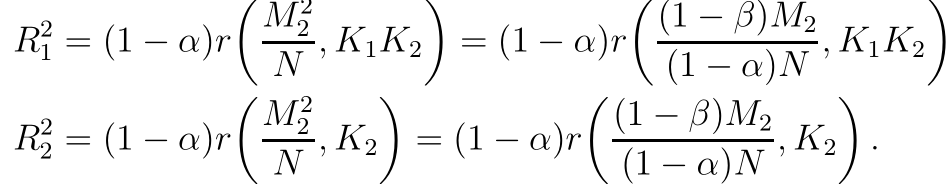 R_1^2 = (1 − α)r(M_2^2/N, K_1K_2) = (1 − α)r((1 − β)M_2/(1 − α)N, K_1K_2)
R_2^2 = (1 − α)r(M_2^2/N, K_2) = (1 − α)r((1 − β)M_2/(1 − α)N, K_2).